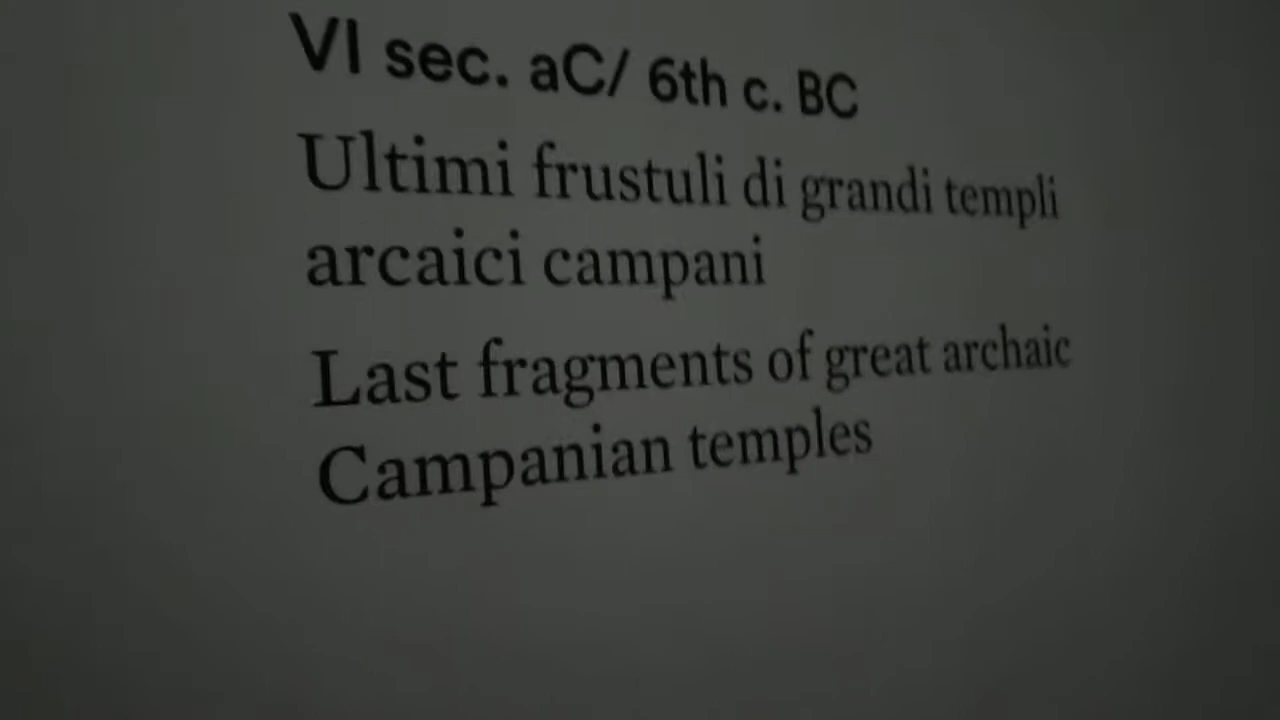 VI sec. aC/ 6th c. BC
Ultimi frustuli di grandi templi
arcaici campani
Last fragments of great archaic
Campanian temples